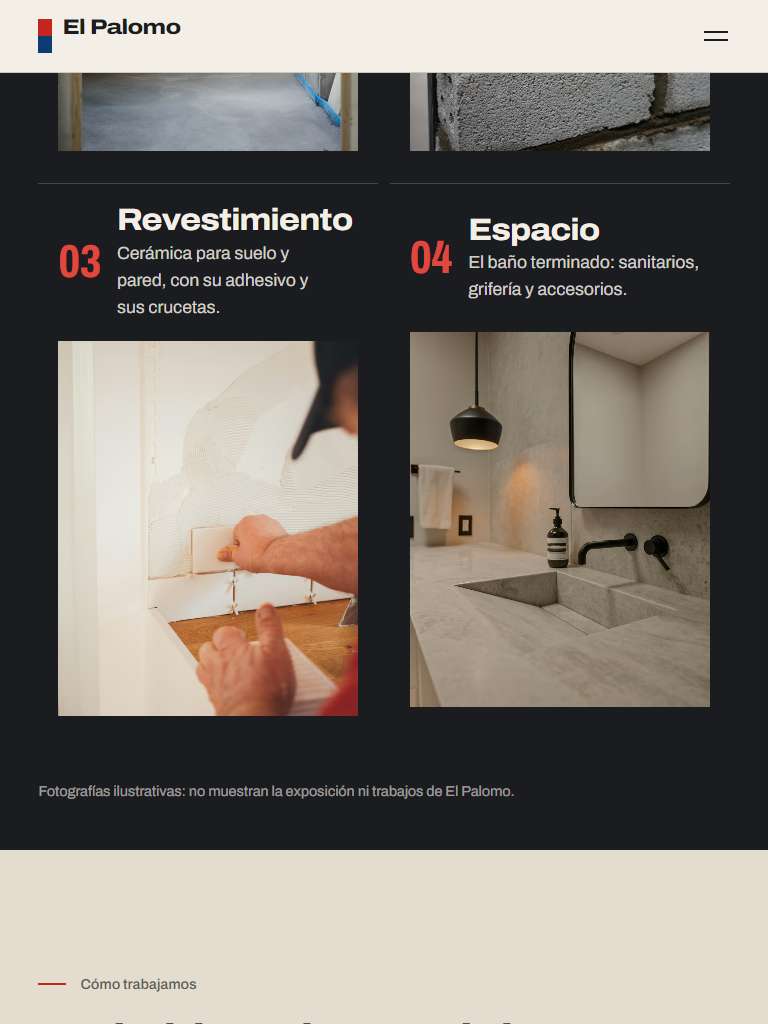 El Palomo
03
Revestimiento
Cerámica para suelo y
pared, con su adhesivo y
sus crucetas.
04
Espacio
El baño terminado: sanitarios,
grifería y accesorios.
Fotografías ilustrativas: no muestran la exposición ni trabajos de El Palomo.
Cómo trabajamos